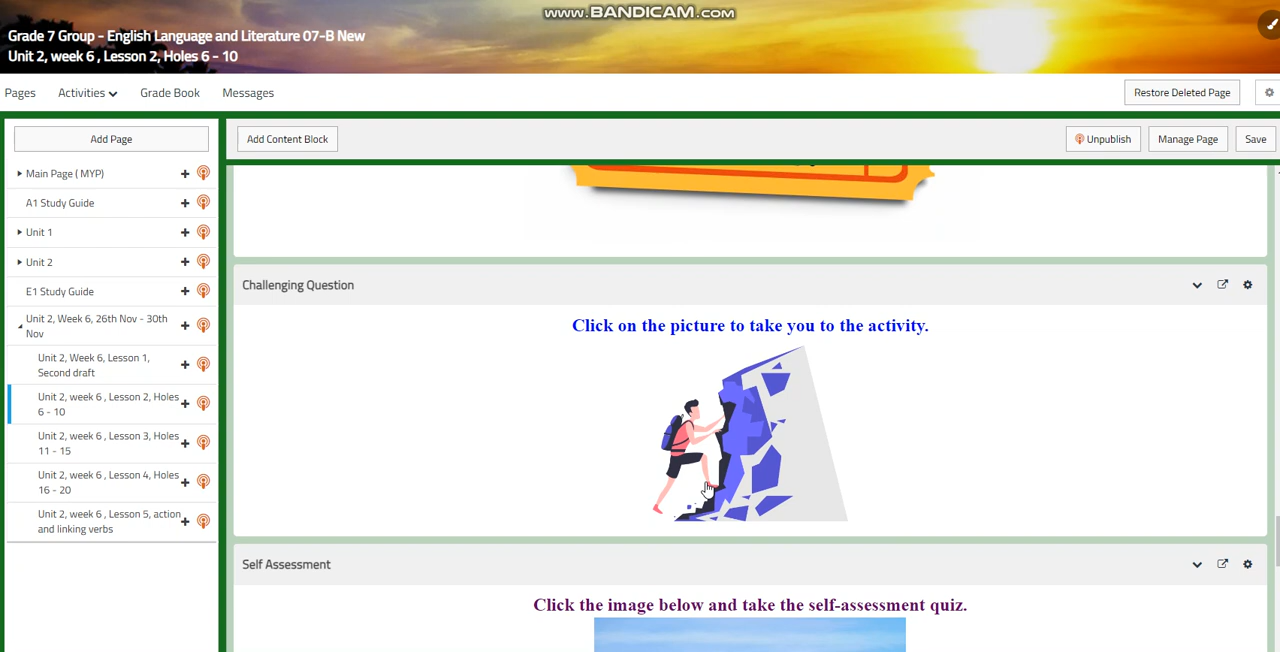 www.BANDICAM.com
Grade 7 Group - English Language and Literature 07-B New
Unit 2, week 6 , Lesson 2, Holes 6 - 10
Pages
Activities
Grade Book
Messages
Restore Deleted Page
Add Page
Add Content Block
Unpublish
Manage Page
Save
Main Page ( MYP)
A1 Study Guide
Unit 1
Unit 2
E1 Study Guide
Unit 2, Week 6, 26th Nov - 30th
Nov
Unit 2, Week 6, Lesson 1,
Second draft
Unit 2, week 6 , Lesson 2, Holes
6 - 10
Unit 2, week 6 , Lesson 3, Holes
11 - 15
Unit 2, week 6 , Lesson 4, Holes
16 - 20
Unit 2, week 6 , Lesson 5, action
and linking verbs
Challenging Question
Click on the picture to take you to the activity.
Self Assessment
Click the image below and take the self-assessment quiz.